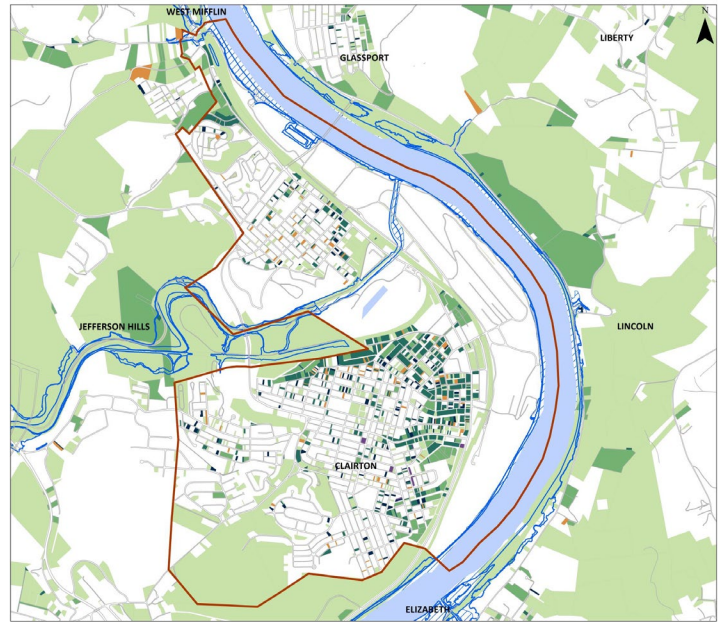 WEST MIFFLIN
N
LIBERTY
GLASSPORT
JEFFERSON HILLS
LINCOLN
CLAIRTON
ELIZABETH